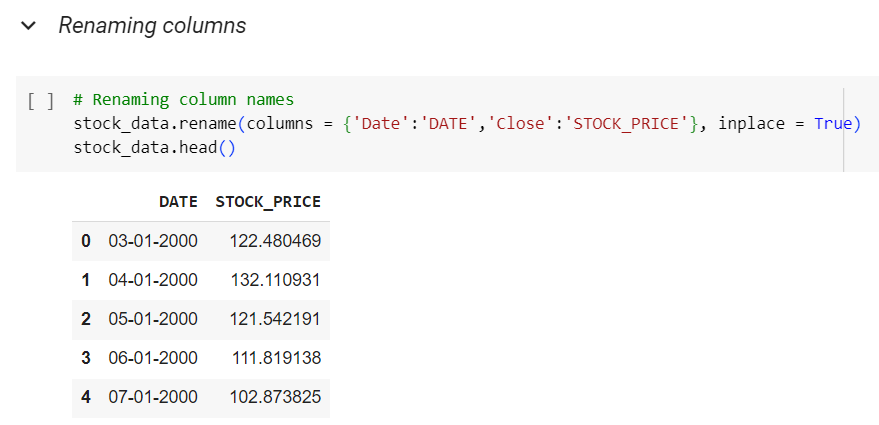 Renaming columns
[ ] # Renaming column names
stock_data.rename(columns = {'Date':'DATE','Close':'STOCK_PRICE'}, inplace = True)
stock_data.head()
DATE STOCK_PRICE
0 03-01-2000 122.480469
1 04-01-2000 132.110931
2 05-01-2000 121.542191
3 06-01-2000 111.819138
4 07-01-2000 102.873825